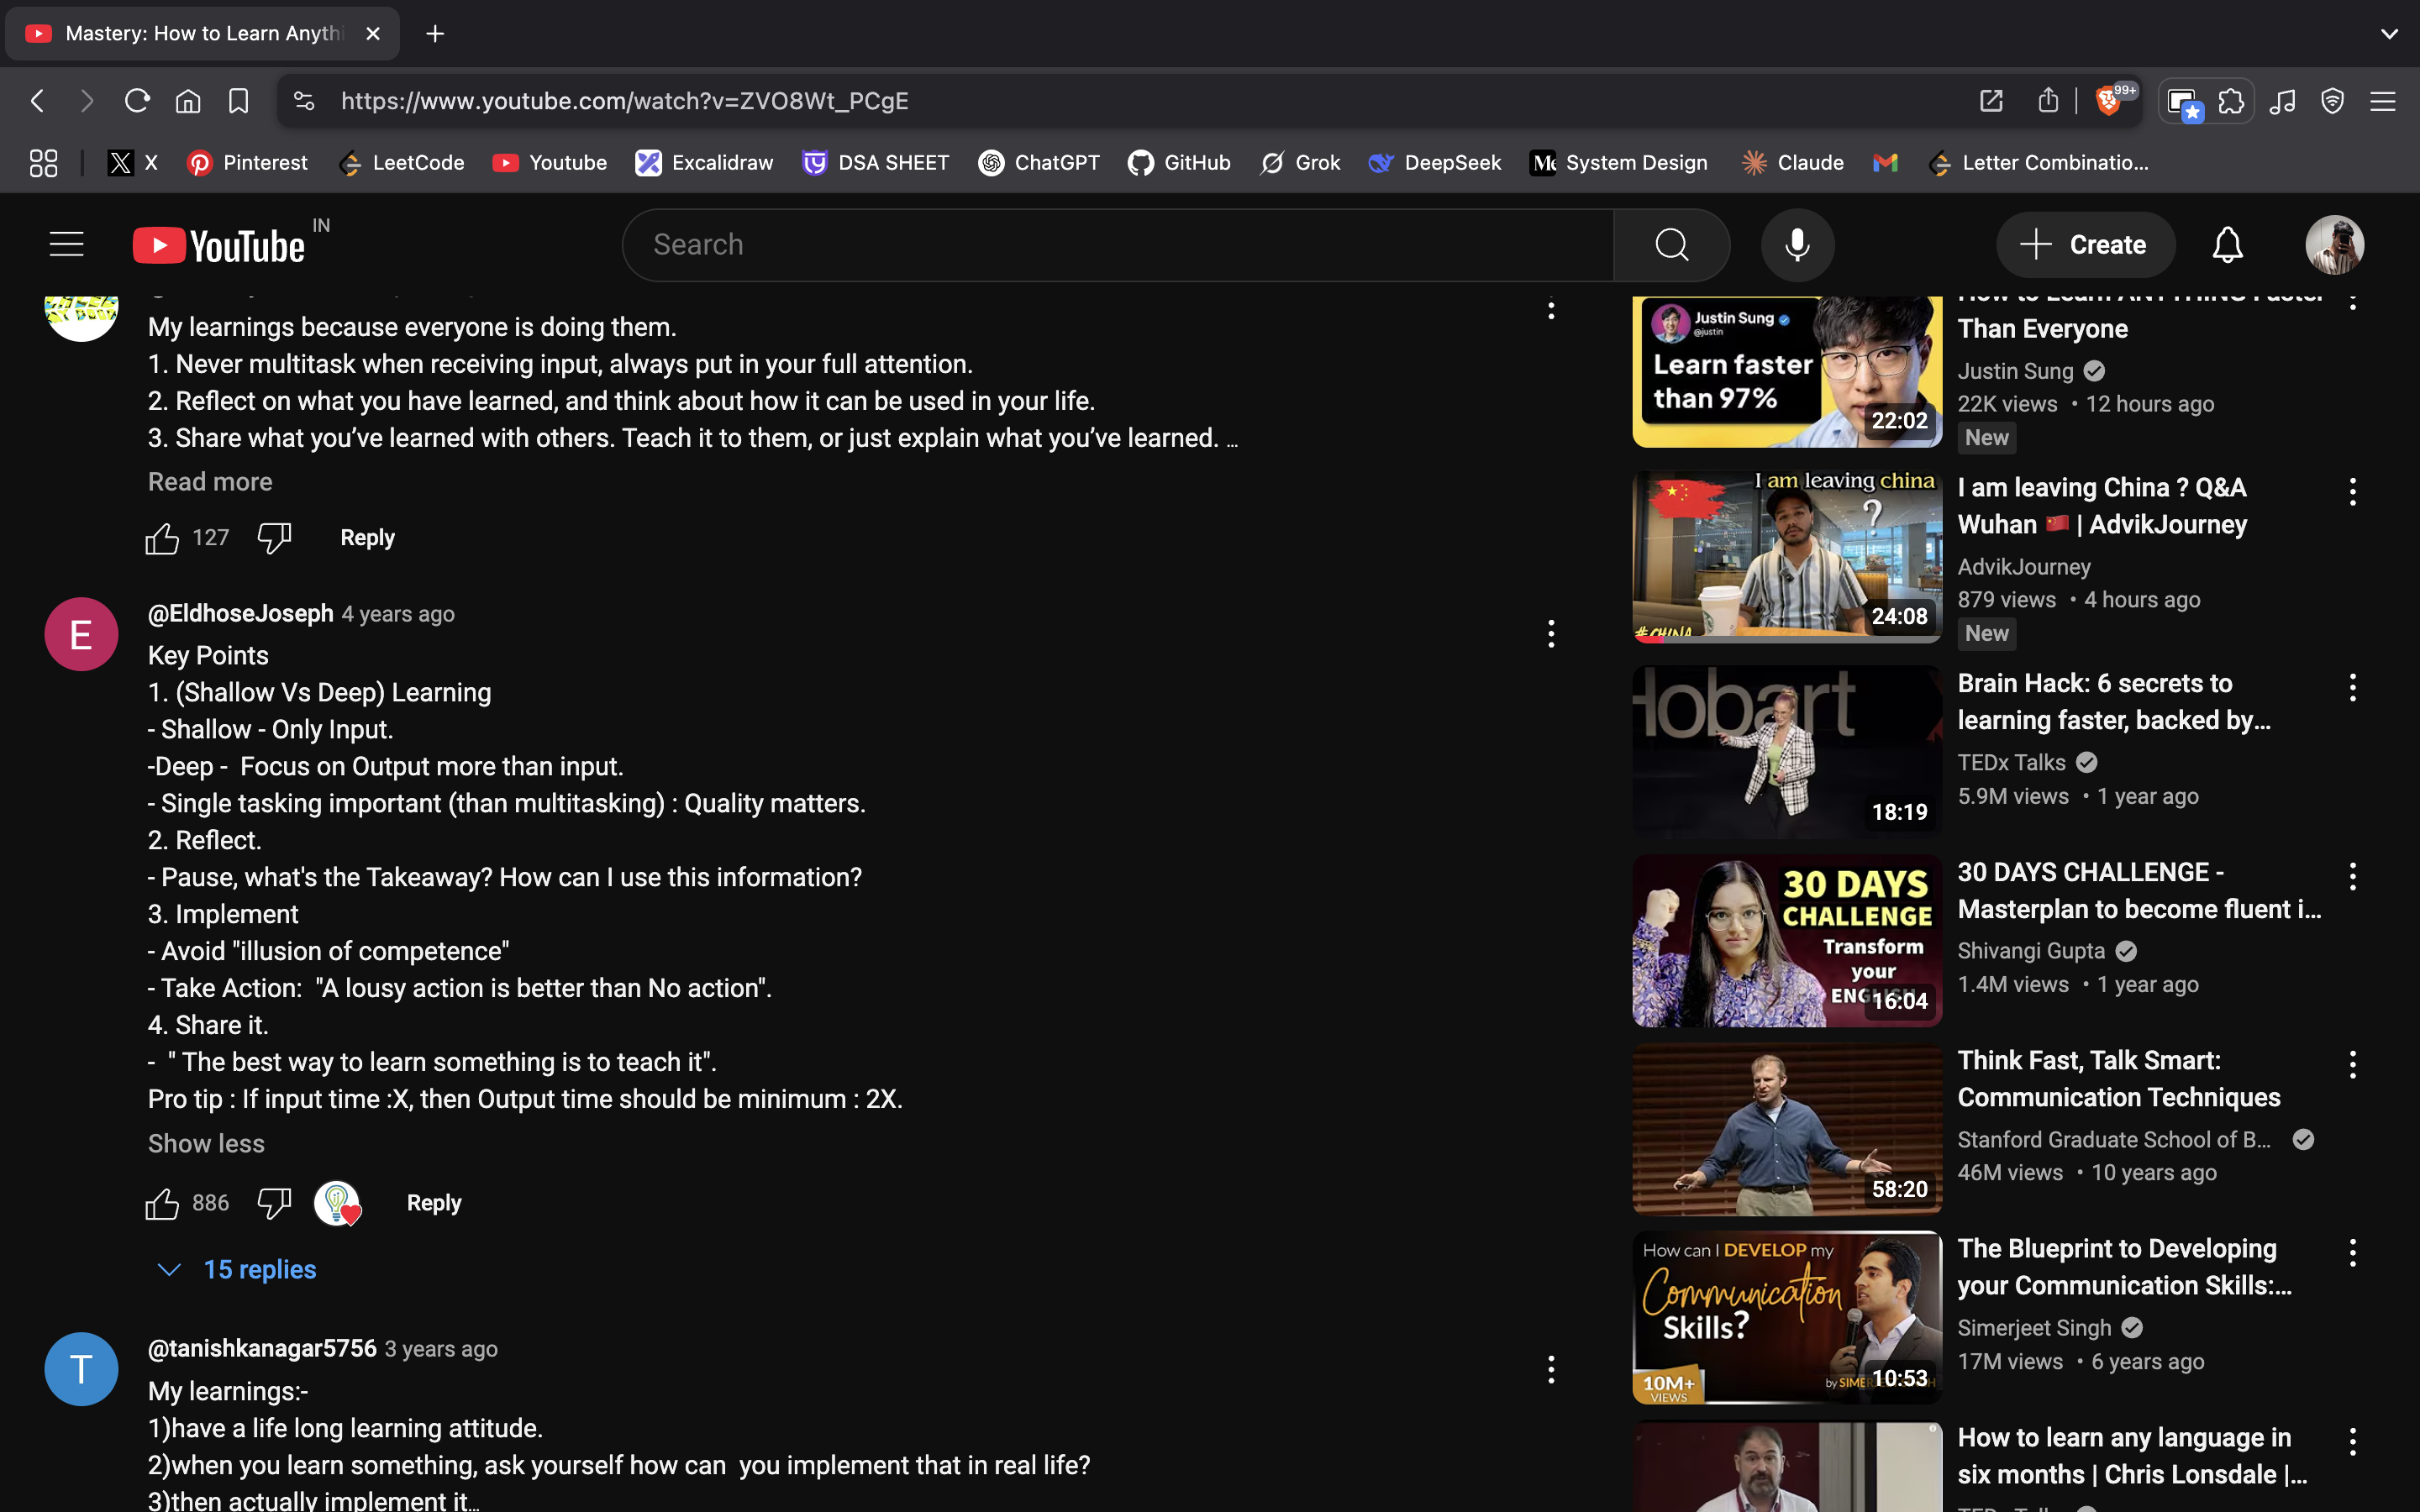 Mastery: How to Learn Anythi
https://www.youtube.com/watch?v=ZVO8Wt_PCgE
99+
X
Pinterest
LeetCode
Youtube
Excalidraw
DSA SHEET
ChatGPT
GitHub
Grok
DeepSeek
System Design
Claude
Letter Combinatio...
YouTube IN
Search
Create
My learnings because everyone is doing them.
1. Never multitask when receiving input, always put in your full attention.
2. Reflect on what you have learned, and think about how it can be used in your life.
3. Share what you’ve learned with others. Teach it to them, or just explain what you’ve learned. ...
Read more
127
Reply
@EldhoseJoseph 4 years ago
E
Key Points
1. (Shallow Vs Deep) Learning
- Shallow - Only Input.
-Deep -  Focus on Output more than input.
- Single tasking important (than multitasking) : Quality matters.
2. Reflect.
- Pause, what's the Takeaway? How can I use this information?
3. Implement
- Avoid "illusion of competence"
- Take Action:  "A lousy action is better than No action".
4. Share it.
-  " The best way to learn something is to teach it".
Pro tip : If input time :X, then Output time should be minimum : 2X.
Show less
886
Reply
15 replies
@tanishkanagar5756 3 years ago
T
My learnings:-
1)have a life long learning attitude.
2)when you learn something, ask yourself how can  you implement that in real life?
3)then actually implement it...
Justin Sung
@justin
Learn faster
than 97%
22:02
How to Learn ANYTHING Faster
Than Everyone
Justin Sung
22K views • 12 hours ago
New
I am leaving china
?
#CHINA
24:08
I am leaving China ? Q&A
Wuhan 🇨🇳 | AdvikJourney
AdvikJourney
879 views • 4 hours ago
New
Hobart
18:19
Brain Hack: 6 secrets to
learning faster, backed by...
TEDx Talks
5.9M views • 1 year ago
30 DAYS
CHALLENGE
Transform
your
ENGLISH
16:04
30 DAYS CHALLENGE -
Masterplan to become fluent i...
Shivangi Gupta
1.4M views • 1 year ago
58:20
Think Fast, Talk Smart:
Communication Techniques
Stanford Graduate School of B...
46M views • 10 years ago
How can I DEVELOP my
Communication
Skills?
10M+
VIEWS
10:53
The Blueprint to Developing
your Communication Skills:...
Simerjeet Singh
17M views • 6 years ago
How to learn any language in
six months | Chris Lonsdale |...